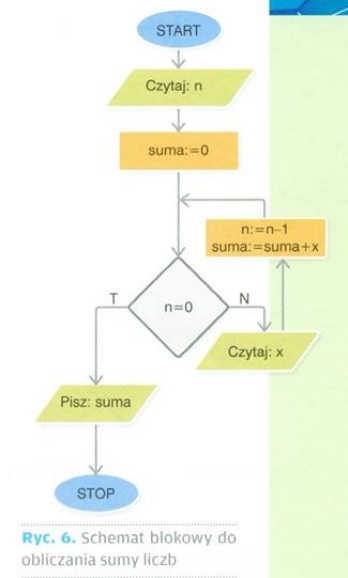 START
Czytaj: n
suma:=0
n:=n–1
suma:=suma+x
n=0
T
N
Czytaj: x
Pisz: suma
STOP
Ryc. 6. Schemat blokowy do
obliczania sumy liczb